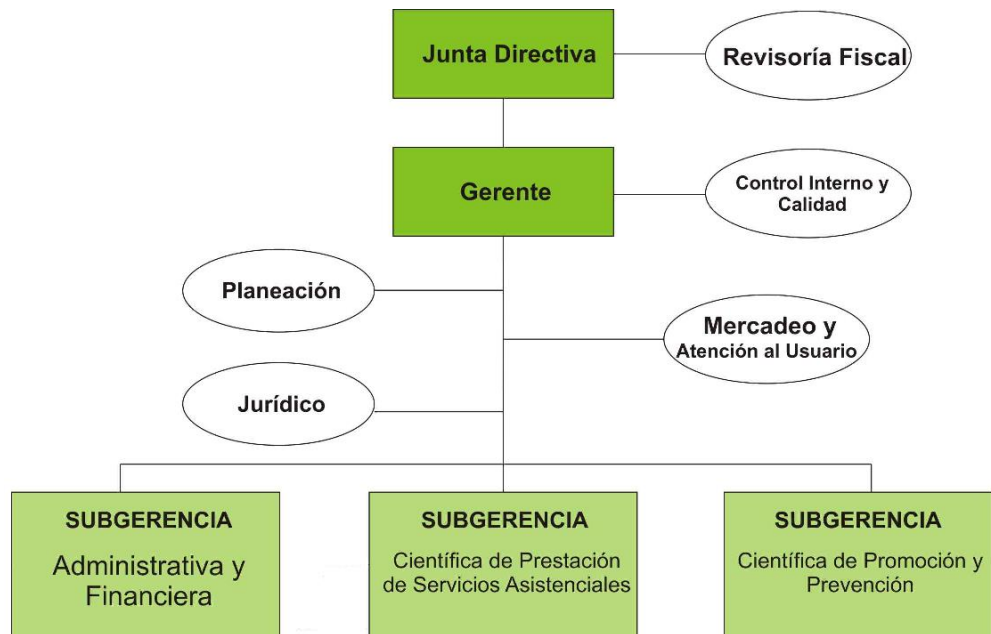 Junta Directiva
Revisoría Fiscal
Gerente
Control Interno y
Calidad
Planeación
Mercadeo y
Atención al Usuario
Jurídico
SUBGERENCIA
Administrativa y
Financiera
SUBGERENCIA
Científica de Prestación
de Servicios Asistenciales
SUBGERENCIA
Científica de Promoción y
Prevención